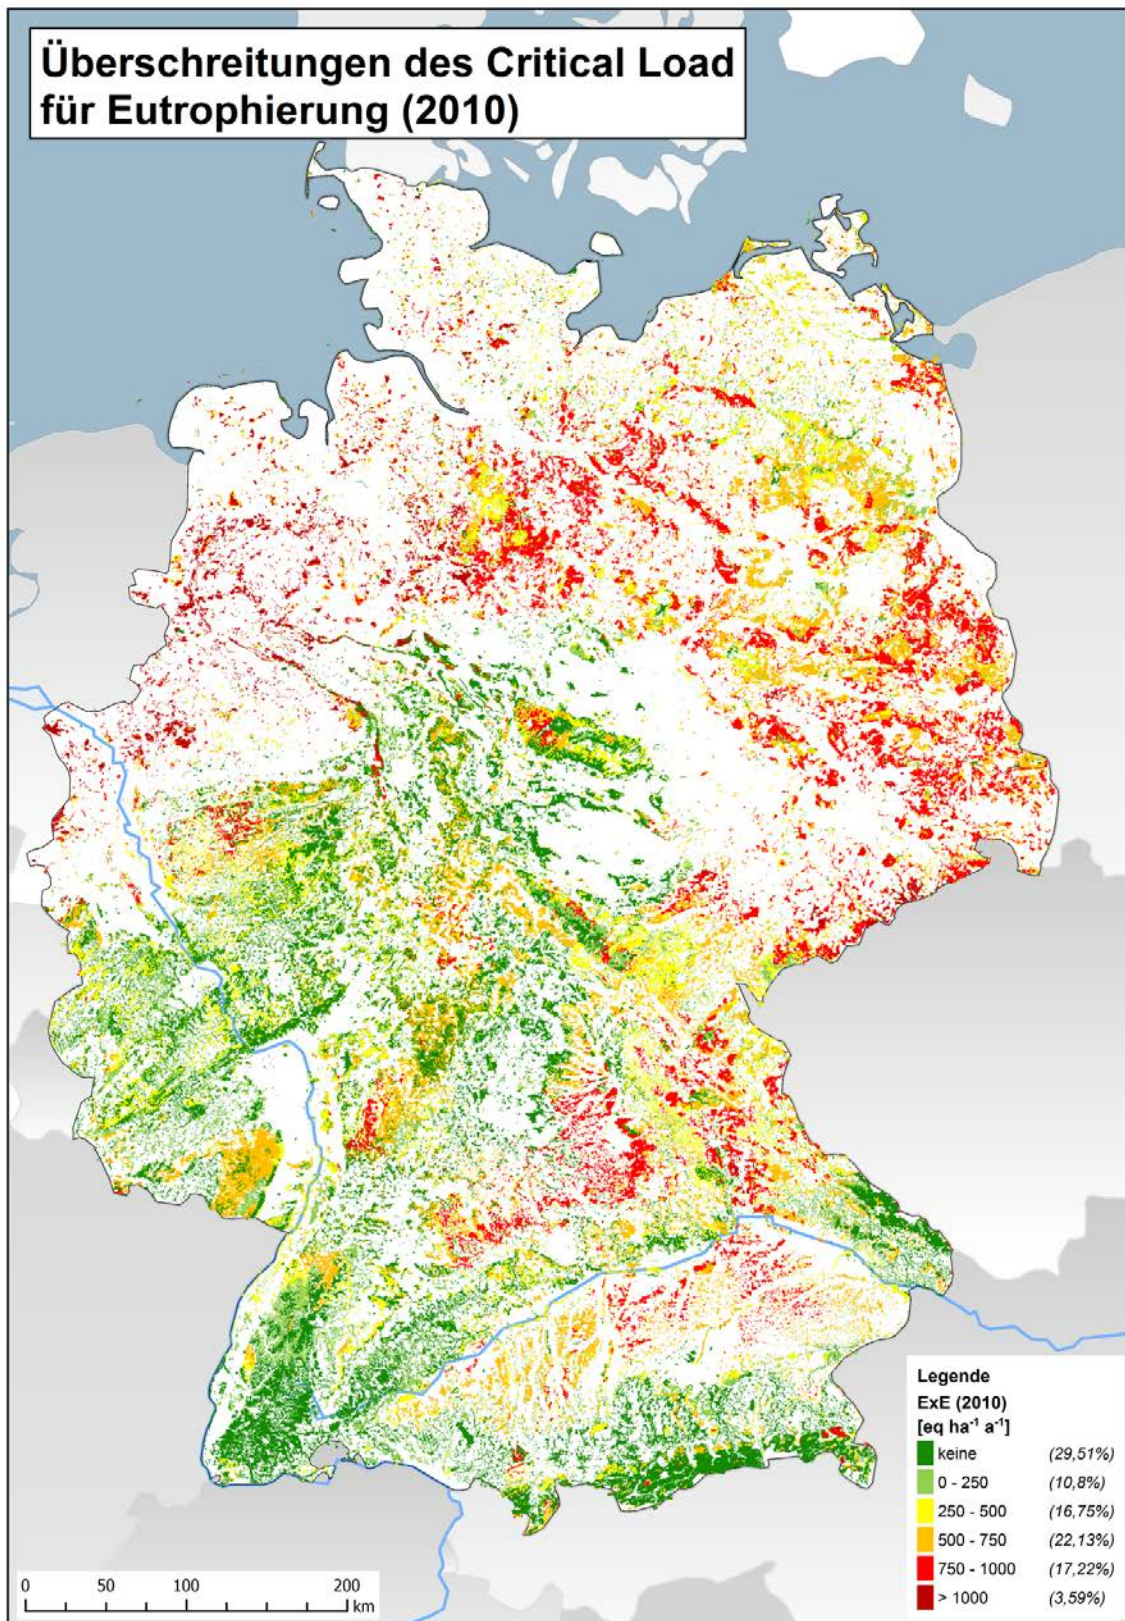 Überschreitungen des Critical Load
für Eutrophierung (2010)
Legende
ExE (2010)
[eq ha⁻¹ a⁻¹]
keine (29,51%)
0 - 250 (10,8%)
250 - 500 (16,75%)
500 - 750 (22,13%)
750 - 1000 (17,22%)
> 1000 (3,59%)
0 50 100 200
km